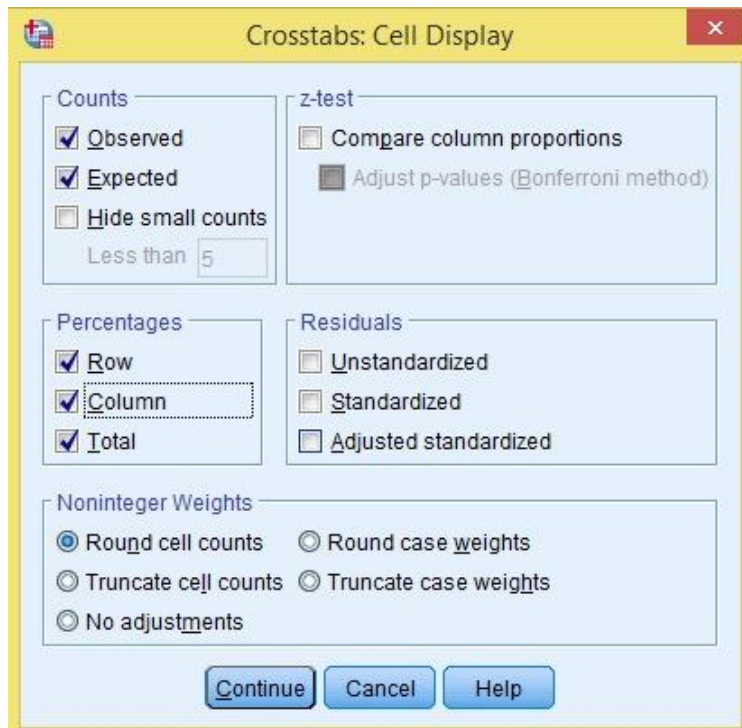 Crosstabs: Cell Display
Counts
Observed
Expected
Hide small counts
Less than 5
z-test
Compare column proportions
Adjust p-values (Bonferroni method)
Percentages
Row
Column
Total
Residuals
Unstandardized
Standardized
Adjusted standardized
Noninteger Weights
Round cell counts
Round case weights
Truncate cell counts
Truncate case weights
No adjustments
Continue
Cancel
Help